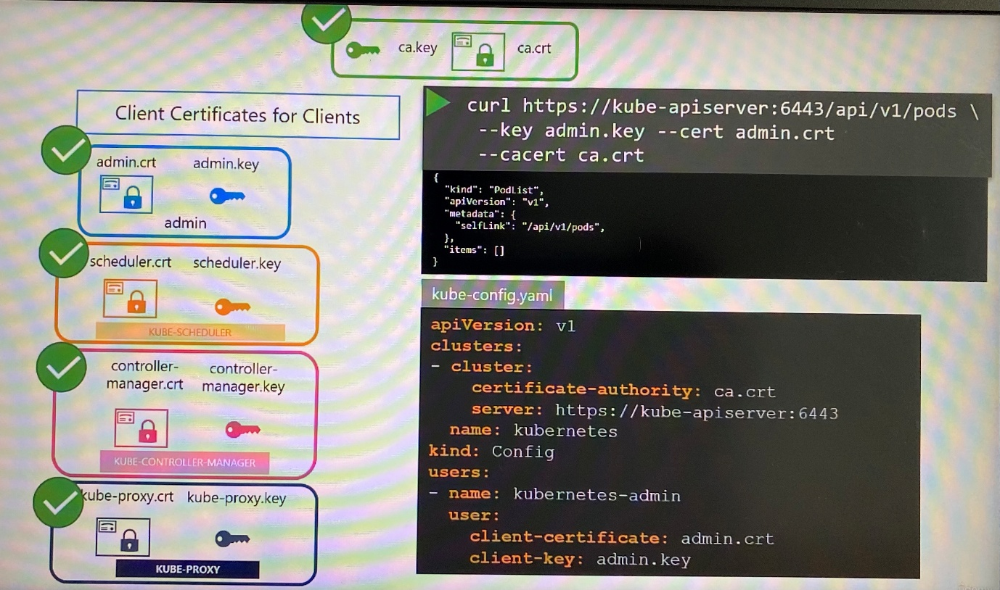 ca.key
ca.crt
Client Certificates for Clients
admin.crt
admin.key
admin
scheduler.crt
scheduler.key
KUBE-SCHEDULER
controller-
manager.crt
controller-
manager.key
KUBE-CONTROLLER-MANAGER
kube-proxy.crt
kube-proxy.key
KUBE-PROXY
curl https://kube-apiserver:6443/api/v1/pods \
--key admin.key --cert admin.crt
--cacert ca.crt
{
"kind": "PodList",
"apiVersion": "v1",
"metadata": {
"selfLink": "/api/v1/pods",
},
"items": []
}
kube-config.yaml
apiVersion: v1
clusters:
- cluster:
certificate-authority: ca.crt
server: https://kube-apiserver:6443
name: kubernetes
kind: Config
users:
- name: kubernetes-admin
user:
client-certificate: admin.crt
client-key: admin.key